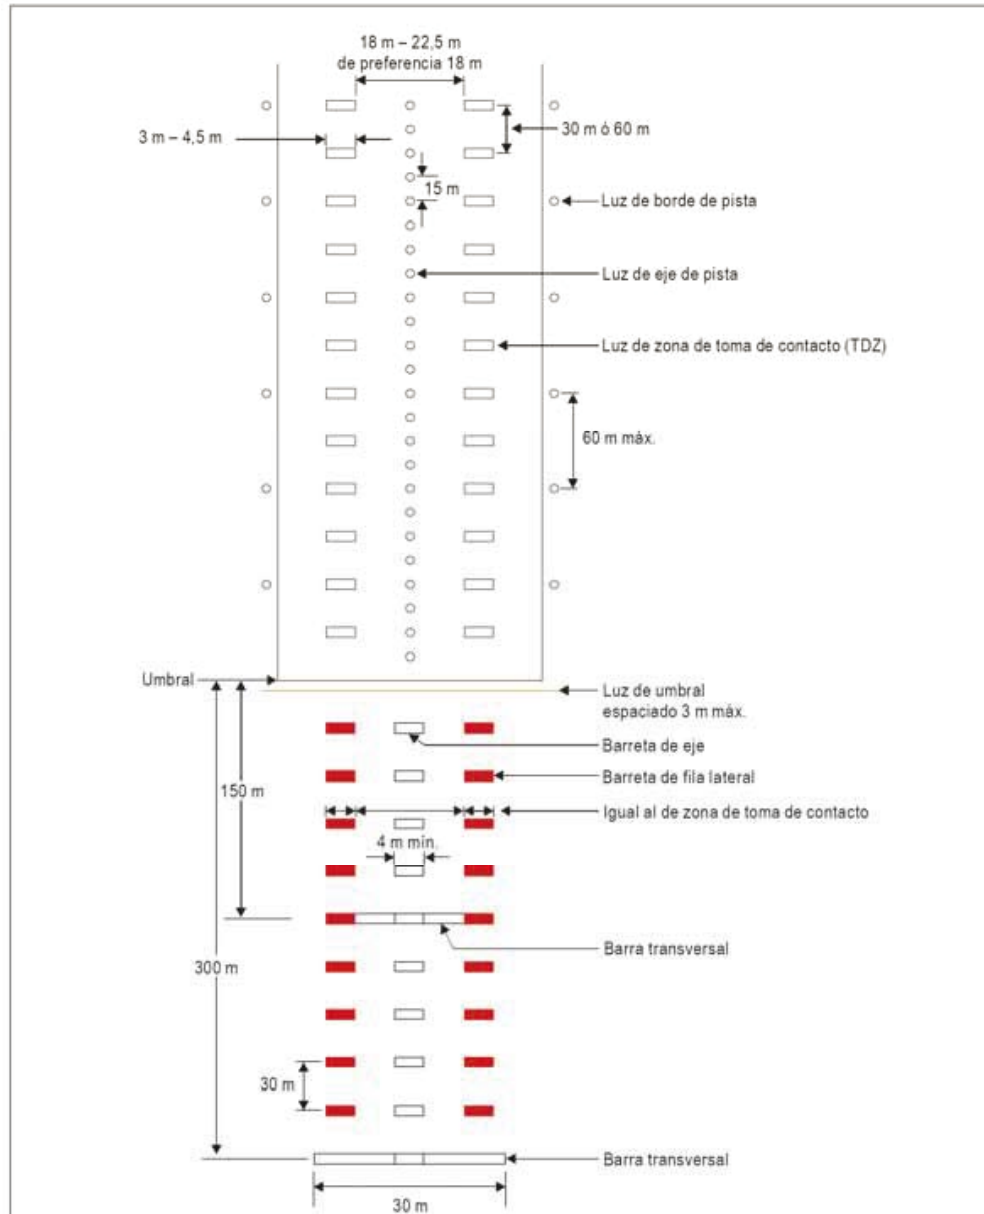 18 m – 22,5 m
de preferencia 18 m
3 m – 4,5 m
30 m ó 60 m
15 m
Luz de borde de pista
Luz de eje de pista
Luz de zona de toma de contacto (TDZ)
60 m máx.
Umbral
Luz de umbral
espaciado 3 m máx.
Barreta de eje
Barreta de fila lateral
150 m
Igual al de zona de toma de contacto
4 m mín.
Barra transversal
300 m
30 m
Barra transversal
30 m